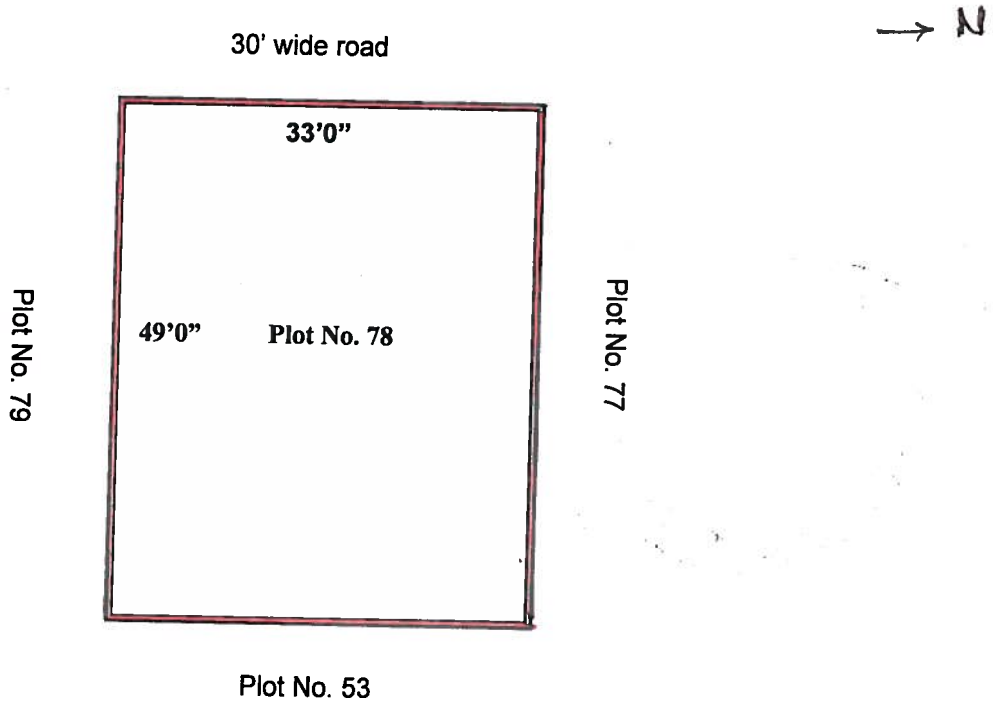 → N
30' wide road
33'0”
Plot No. 79
49'0”
Plot No. 78
Plot No. 77
Plot No. 53